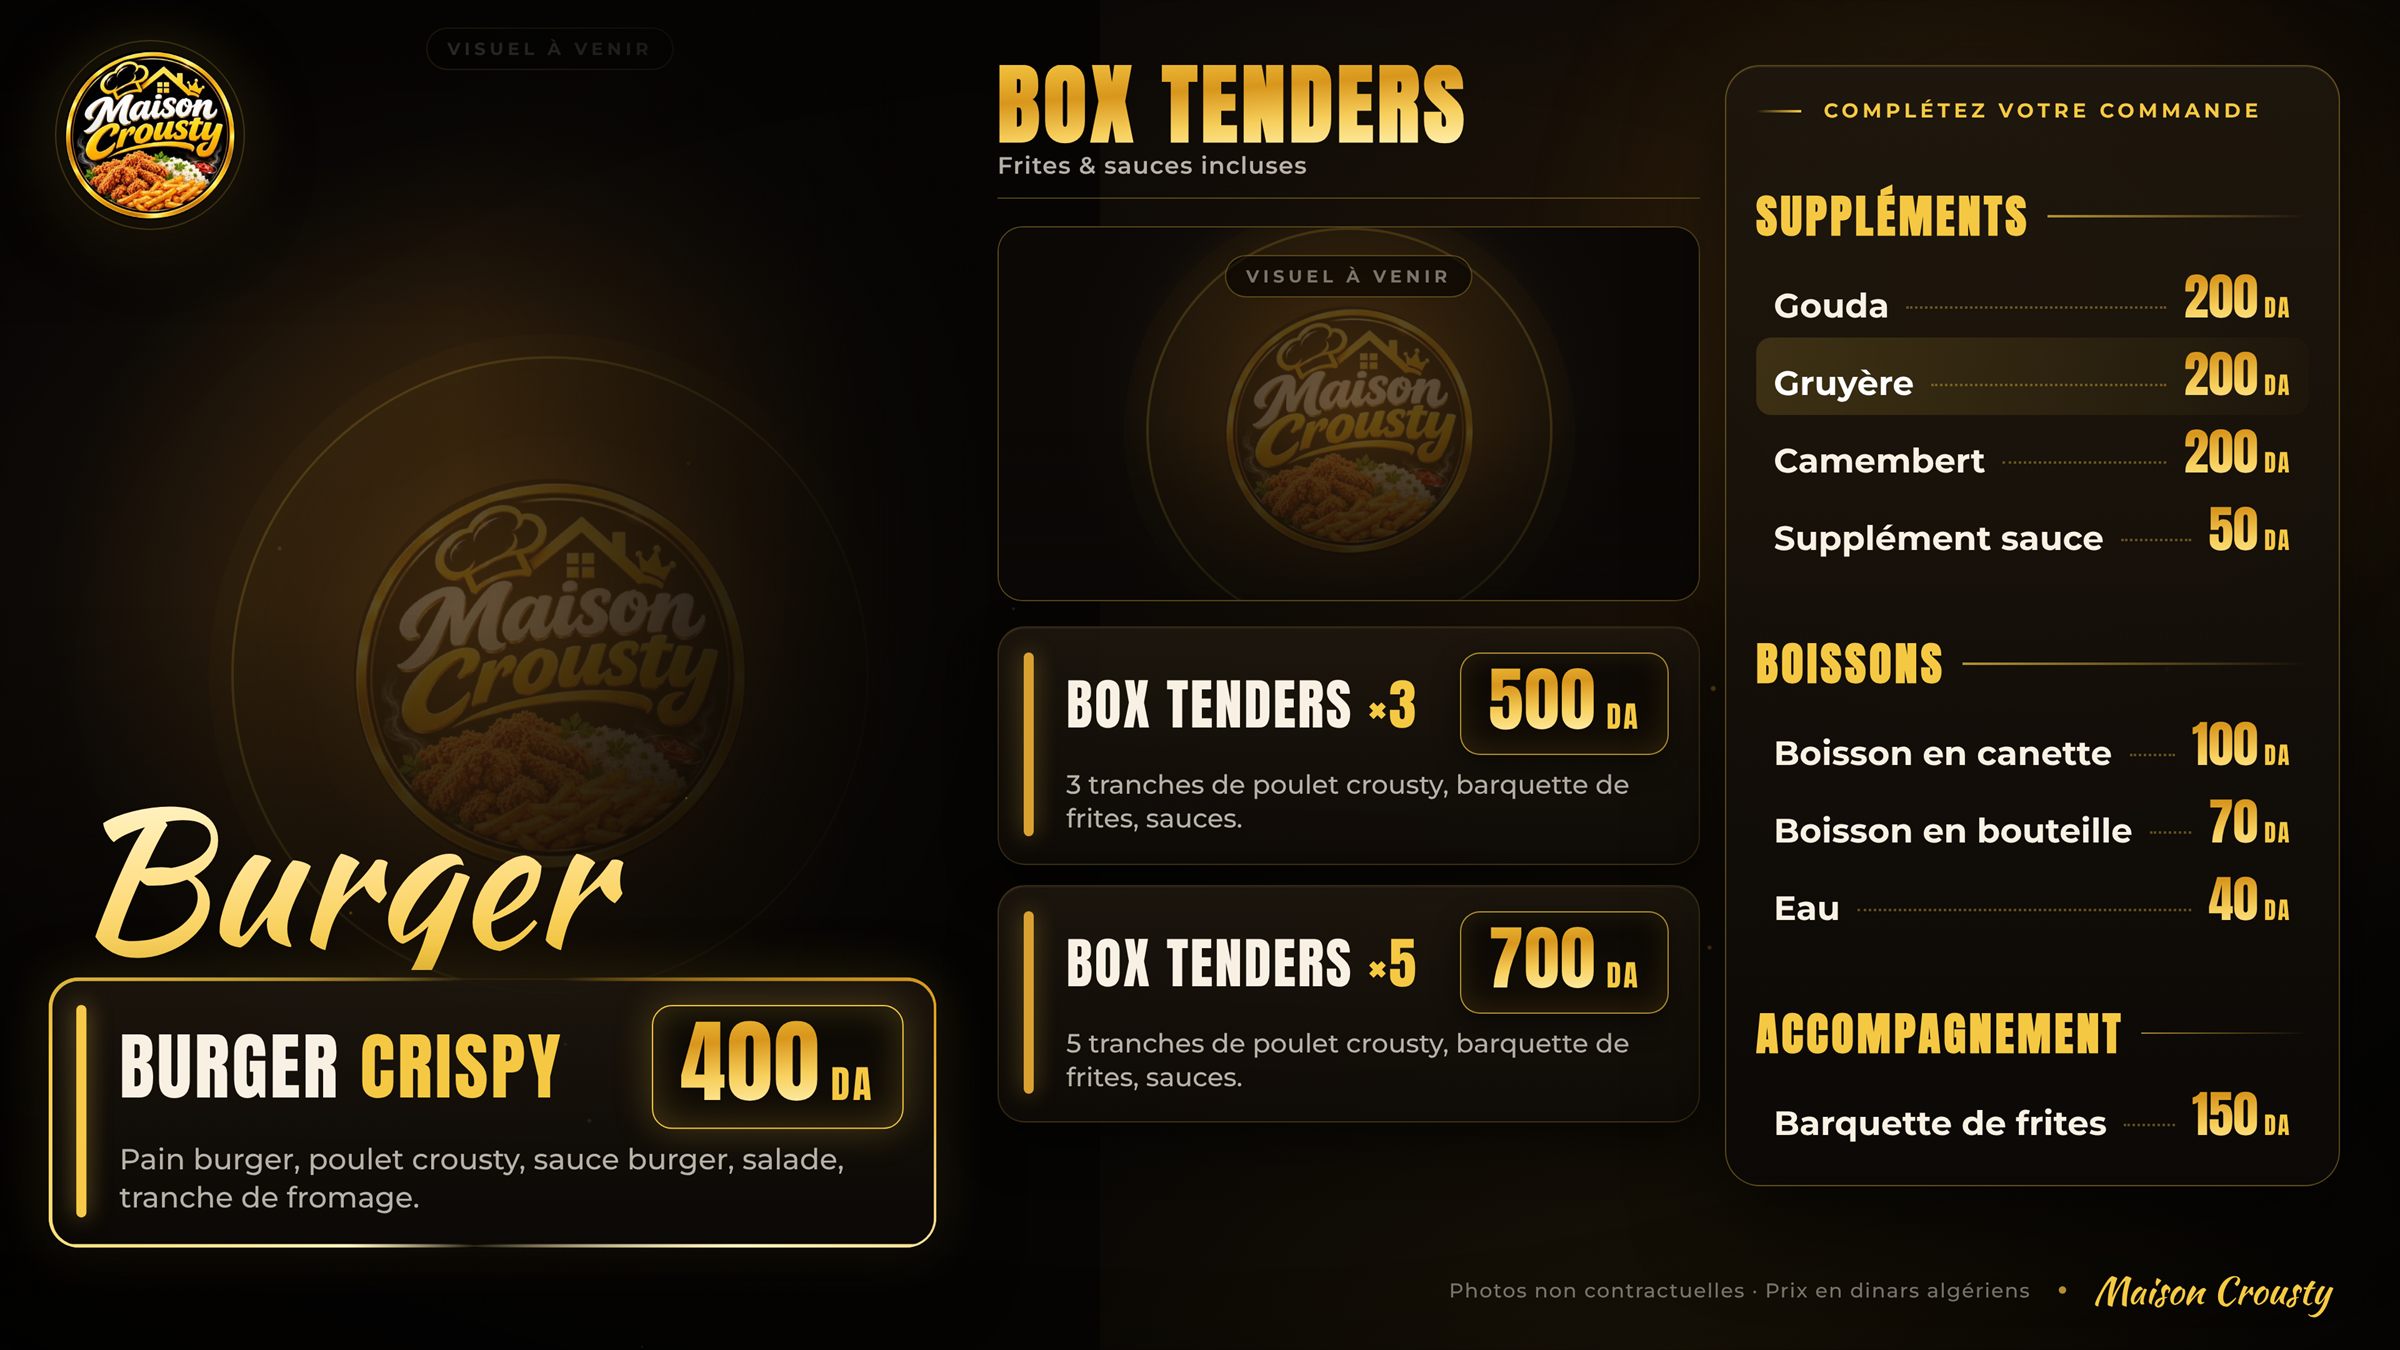 Maison
Crousty
VISUEL À VENIR
Maison
Crousty
Burger
BURGER CRISPY
400 DA
Pain burger, poulet crousty, sauce burger, salade,
tranche de fromage.
BOX TENDERS
Frites & sauces incluses
VISUEL À VENIR
Maison
Crousty
BOX TENDERS ×3
500 DA
3 tranches de poulet crousty, barquette de
frites, sauces.
BOX TENDERS ×5
700 DA
5 tranches de poulet crousty, barquette de
frites, sauces.
COMPLÉTEZ VOTRE COMMANDE
SUPPLÉMENTS
Gouda 200 DA
Gruyère 200 DA
Camembert 200 DA
Supplément sauce 50 DA
BOISSONS
Boisson en canette 100 DA
Boisson en bouteille 70 DA
Eau 40 DA
ACCOMPAGNEMENT
Barquette de frites 150 DA
Photos non contractuelles · Prix en dinars algériens • Maison Crousty